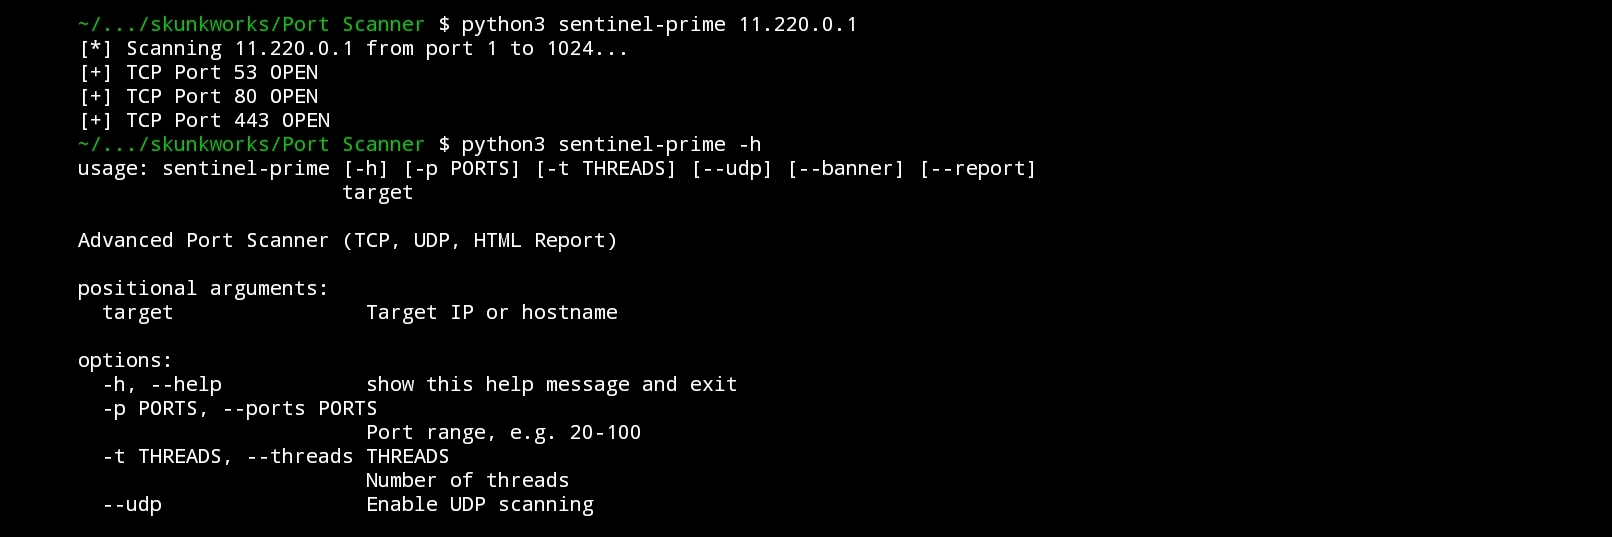 ~/.../skunkworks/Port Scanner $ python3 sentinel-prime 11.220.0.1
[*] Scanning 11.220.0.1 from port 1 to 1024...
[+] TCP Port 53 OPEN
[+] TCP Port 80 OPEN
[+] TCP Port 443 OPEN
~/.../skunkworks/Port Scanner $ python3 sentinel-prime -h
usage: sentinel-prime [-h] [-p PORTS] [-t THREADS] [--udp] [--banner] [--report]
                      target

Advanced Port Scanner (TCP, UDP, HTML Report)

positional arguments:
  target                Target IP or hostname

options:
  -h, --help            show this help message and exit
  -p PORTS, --ports PORTS
                        Port range, e.g. 20-100
  -t THREADS, --threads THREADS
                        Number of threads
  --udp                 Enable UDP scanning